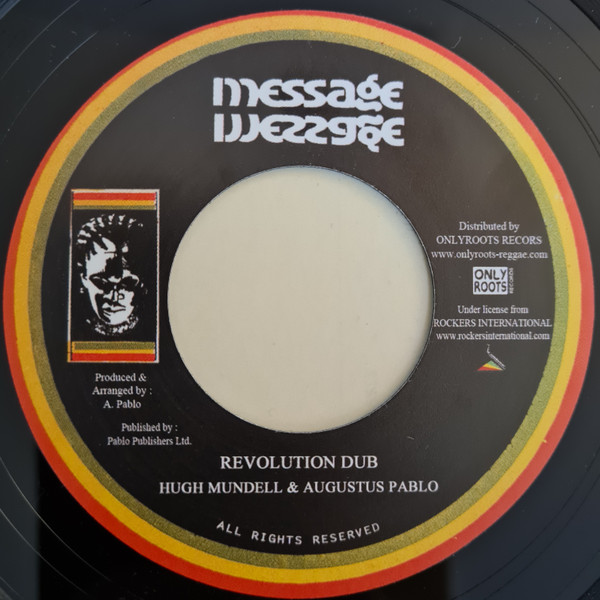 message
message
Distributed by
ONLYROOTS RECORS
www.onlyroots-reggae.com
ONLY
ROOTS
RECORDS
Under license from
ROCKERS INTERNATIONAL
www.rockersinternational.com
Produced &
Arranged by :
A. Pablo
Published by :
Pablo Publishers Ltd.
REVOLUTION DUB
HUGH MUNDELL & AUGUSTUS PABLO
ALL RIGHTS RESERVED